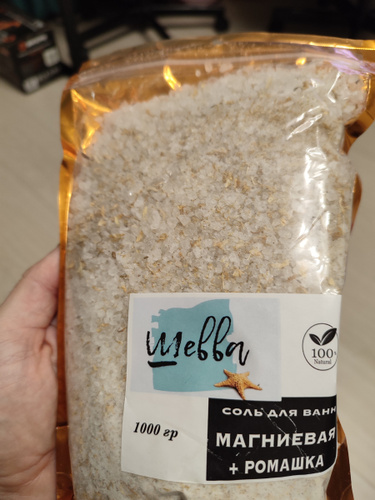 Шевва
100%
Natural
1000 гр
СОЛЬ ДЛЯ ВАНН
МАГНИЕВАЯ
+ РОМАШКА